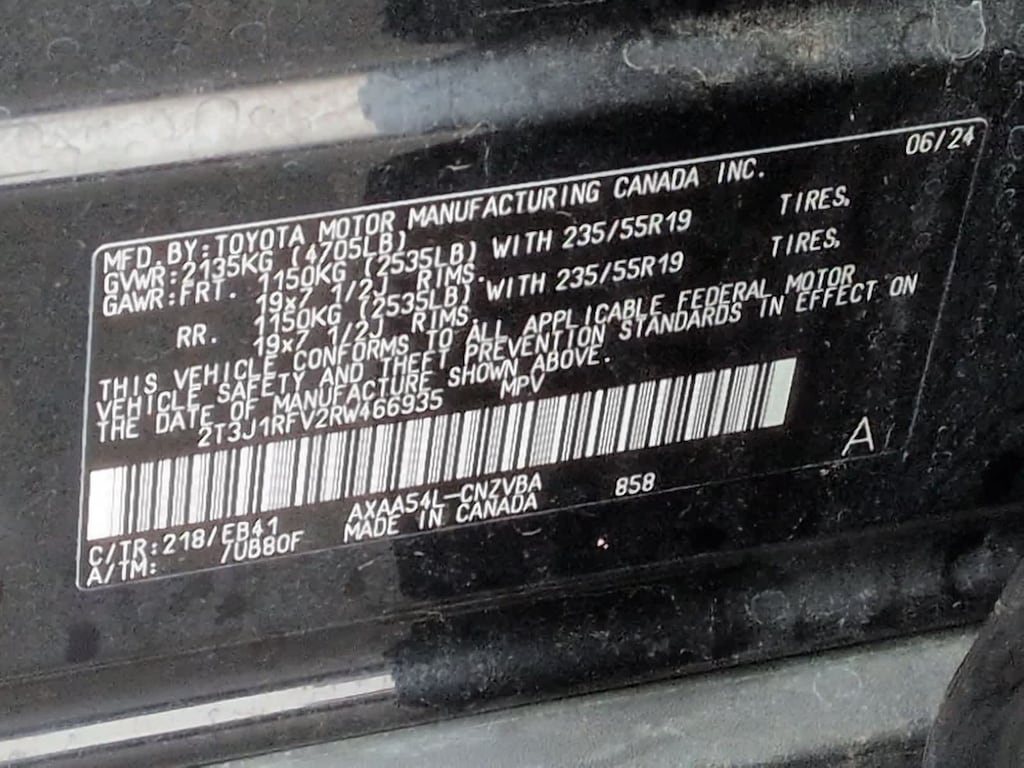 06/24
MFD.BY:TOYOTA MOTOR MANUFACTURING CANADA INC.
GVWR:2135KG (4705LB)
GAWR:FRT. 1150KG (2535LB) WITH 235/55R19 TIRES,
19x7 1/2J RIMS.
RR. 1150KG (2535LB) WITH 235/55R19 TIRES,
19x7 1/2J RIMS.
THIS VEHICLE CONFORMS TO ALL APPLICABLE FEDERAL MOTOR
VEHICLE SAFETY AND THEFT PREVENTION STANDARDS IN EFFECT ON
THE DATE OF MANUFACTURE SHOWN ABOVE.
2T3J1RFV2RW466935 MPV
A
C/TR:218/EB41 AXAA54L-CNZVBA 858
A/TM: 7UB80F MADE IN CANADA